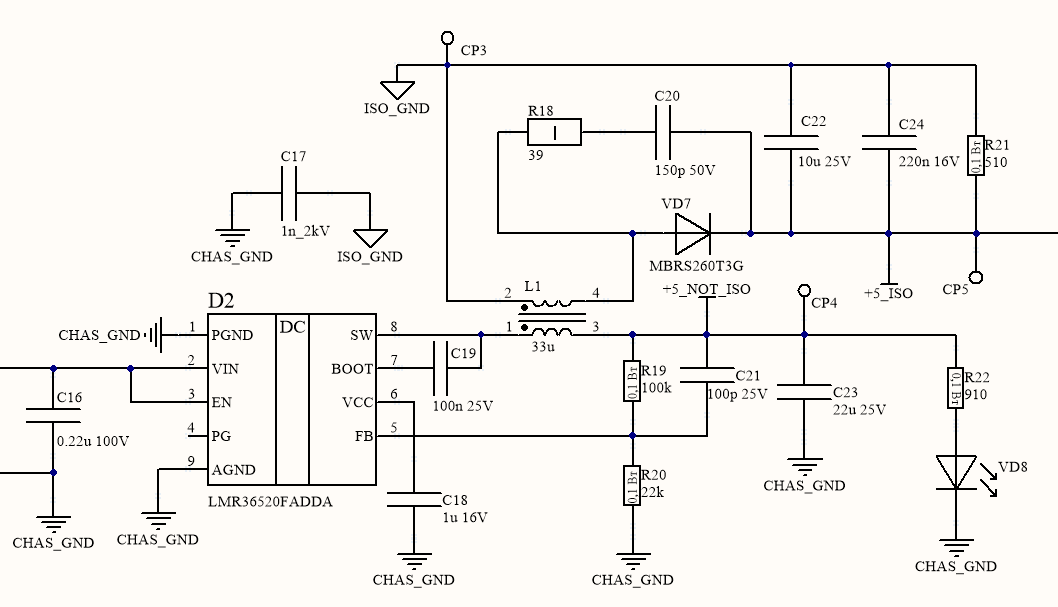 CP3
ISO_GND
R18
39
C20
150p 50V
C22
10u 25V
C24
220n 16V
0,1 Вт
R21
510
C17
1n_2kV
CHAS_GND
ISO_GND
VD7
MBRS260T3G
+5_ISO
CP5
2
L1
4
1
33u
3
+5_NOT_ISO
CP4
D2
DC
CHAS_GND
1
PGND
SW
8
2
VIN
BOOT
7
3
EN
VCC
6
4
PG
FB
5
9
AGND
LMR36520FADDA
C19
100n 25V
C16
0.22u 100V
CHAS_GND
CHAS_GND
C18
1u 16V
CHAS_GND
0,1 Вт
R19
100k
C21
100p 25V
0,1 Вт
R20
22k
CHAS_GND
C23
22u 25V
CHAS_GND
0,1 Вт
R22
910
VD8
CHAS_GND